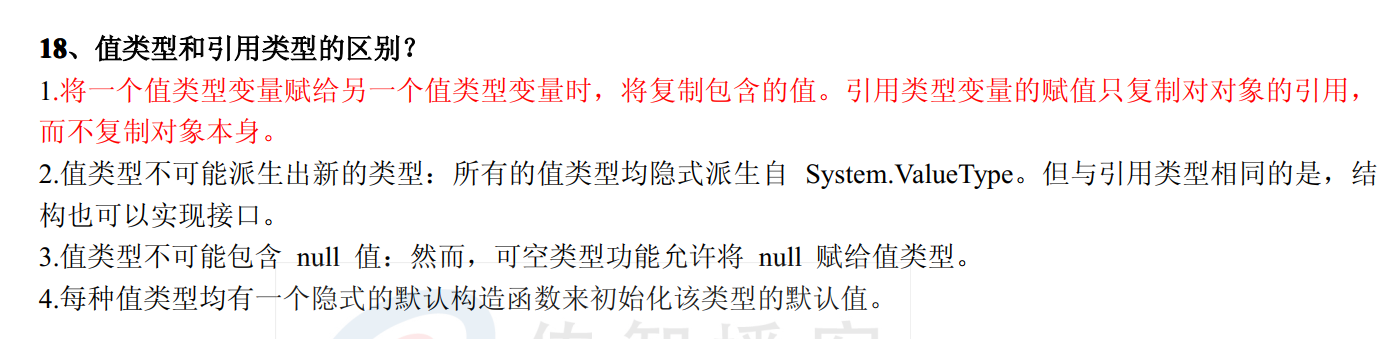 18、值类型和引用类型的区别？
1.将一个值类型变量赋给另一个值类型变量时，将复制包含的值。引用类型变量的赋值只复制对对象的引用，
而不复制对象本身。
2.值类型不可能派生出新的类型：所有的值类型均隐式派生自 System.ValueType。但与引用类型相同的是，结
构也可以实现接口。
3.值类型不可能包含 null 值：然而，可空类型功能允许将 null 赋给值类型。
4.每种值类型均有一个隐式的默认构造函数来初始化该类型的默认值。